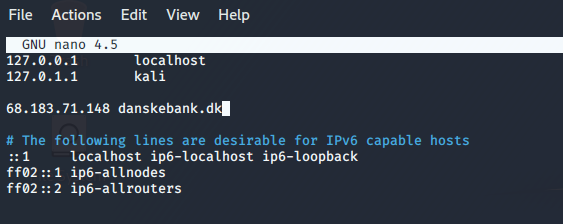 File Actions Edit View Help
GNU nano 4.5
127.0.0.1 localhost
127.0.1.1 kali
68.183.71.148 danskebank.dk
# The following lines are desirable for IPv6 capable hosts
::1 localhost ip6-localhost ip6-loopback
ff02::1 ip6-allnodes
ff02::2 ip6-allrouters